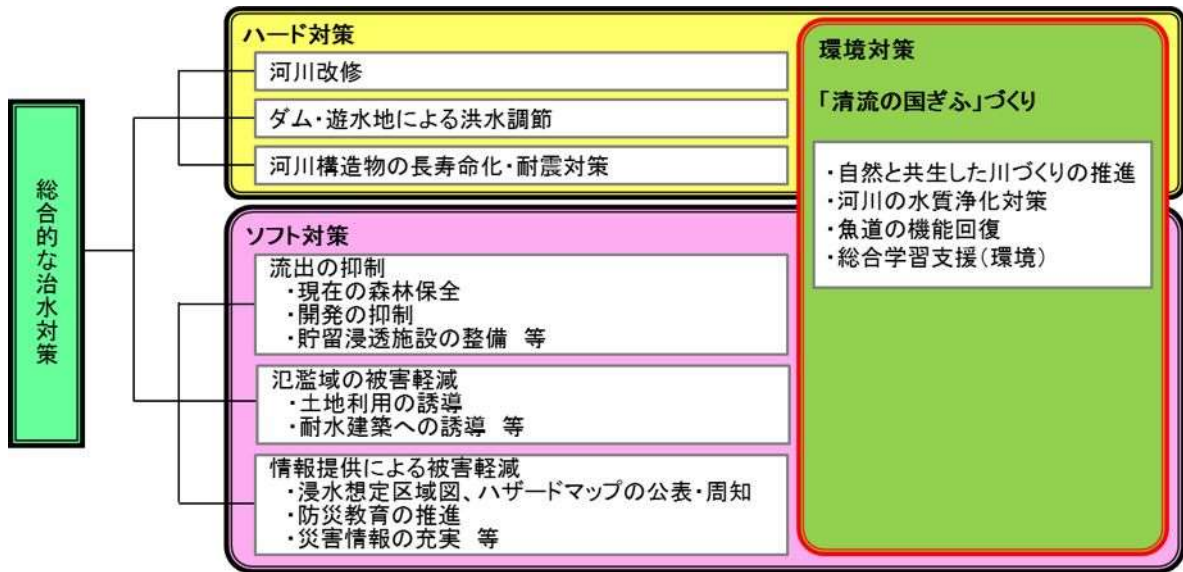 総合的な治水対策
ハード対策
河川改修
ダム・遊水地による洪水調節
河川構造物の長寿命化・耐震対策
ソフト対策
流出の抑制
・現在の森林保全
・開発の抑制
・貯留浸透施設の整備 等
氾濫域の被害軽減
・土地利用の誘導
・耐水建築への誘導 等
情報提供による被害軽減
・浸水想定区域図、ハザードマップの公表・周知
・防災教育の推進
・災害情報の充実 等
環境対策
「清流の国ぎふ」づくり
・自然と共生した川づくりの推進
・河川の水質浄化対策
・魚道の機能回復
・総合学習支援(環境)